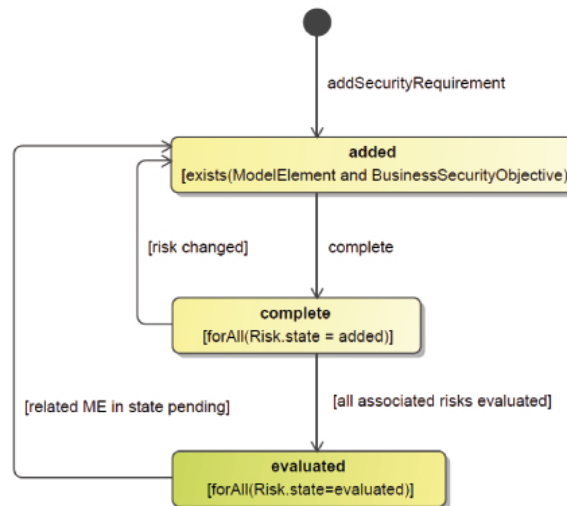 addSecurityRequirement
added
[exists(ModelElement and BusinessSecurityObjective)
[risk changed]
complete
complete
[forAll(Risk.state = added)]
[related ME in state pending]
[all associated risks evaluated]
evaluated
[forAll(Risk.state=evaluated)]